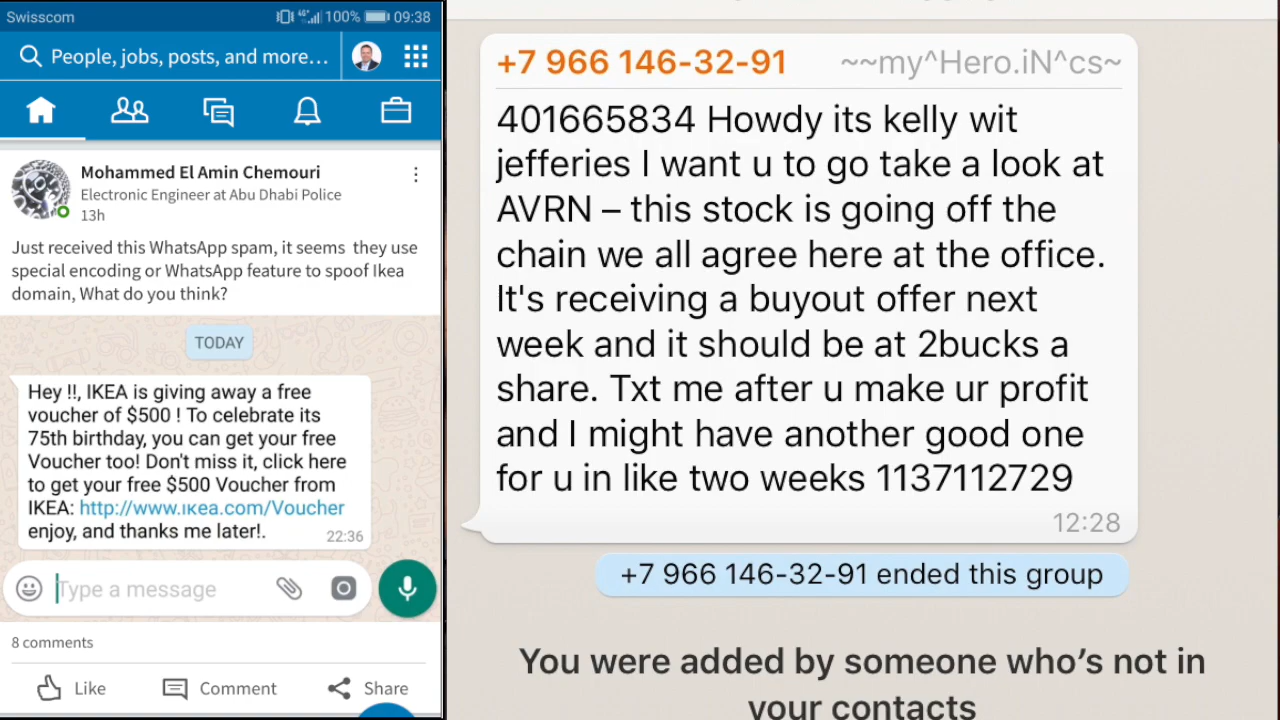 Swisscom
100% 09:38
People, jobs, posts, and more...
Mohammed El Amin Chemouri
Electronic Engineer at Abu Dhabi Police
13h
Just received this WhatsApp spam, it seems they use
special encoding or WhatsApp feature to spoof Ikea
domain, What do you think?
TODAY
Hey !!, IKEA is giving away a free
voucher of $500 ! To celebrate its
75th birthday, you can get your free
Voucher too! Don't miss it, click here
to get your free $500 Voucher from
IKEA: http://www.ıĸea.com/Voucher
enjoy, and thanks me later!.
22:36
Type a message
8 comments
Like Comment Share
+7 966 146-32-91 ~~my^Hero.iN^cs~
401665834 Howdy its kelly wit
jefferies I want u to go take a look at
AVRN – this stock is going off the
chain we all agree here at the office.
It's receiving a buyout offer next
week and it should be at 2bucks a
share. Txt me after u make ur profit
and I might have another good one
for u in like two weeks 1137112729
12:28
+7 966 146-32-91 ended this group
You were added by someone who's not in
your contacts